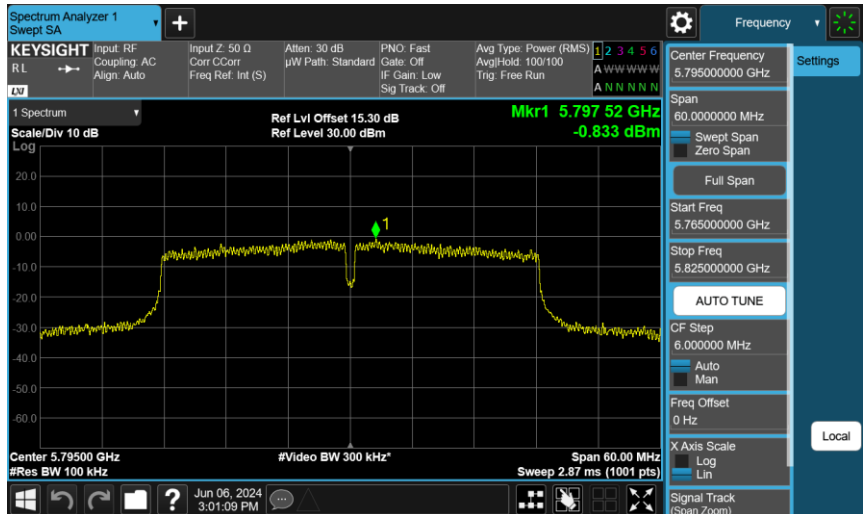 Spectrum Analyzer 1
Swept SA
Frequency
KEYSIGHT
RL
LXI
Input: RF
Coupling: AC
Align: Auto
Input Z: 50 Ω
Corr CCorr
Freq Ref: Int (S)
Atten: 30 dB
µW Path: Standard
PNO: Fast
Gate: Off
IF Gain: Low
Sig Track: Off
Avg Type: Power (RMS)
Avg|Hold: 100/100
Trig: Free Run
1 2 3 4 5 6
A W W W W W
A N N N N N
1 Spectrum
Scale/Div 10 dB
Log
Ref Lvl Offset 15.30 dB
Ref Level 30.00 dBm
Mkr1 5.797 52 GHz
-0.833 dBm
20.0
10.0
0.00
-10.0
-20.0
-30.0
-40.0
-50.0
-60.0
1
Center 5.79500 GHz
#Res BW 100 kHz
#Video BW 300 kHz*
Span 60.00 MHz
Sweep 2.87 ms (1001 pts)
Center Frequency
5.795000000 GHz
Span
60.0000000 MHz
Swept Span
Zero Span
Full Span
Start Freq
5.765000000 GHz
Stop Freq
5.825000000 GHz
AUTO TUNE
CF Step
6.000000 MHz
Auto
Man
Freq Offset
0 Hz
X Axis Scale
Log
Lin
Signal Track
(Span Zoom)
Settings
Local
?
Jun 06, 2024
3:01:09 PM